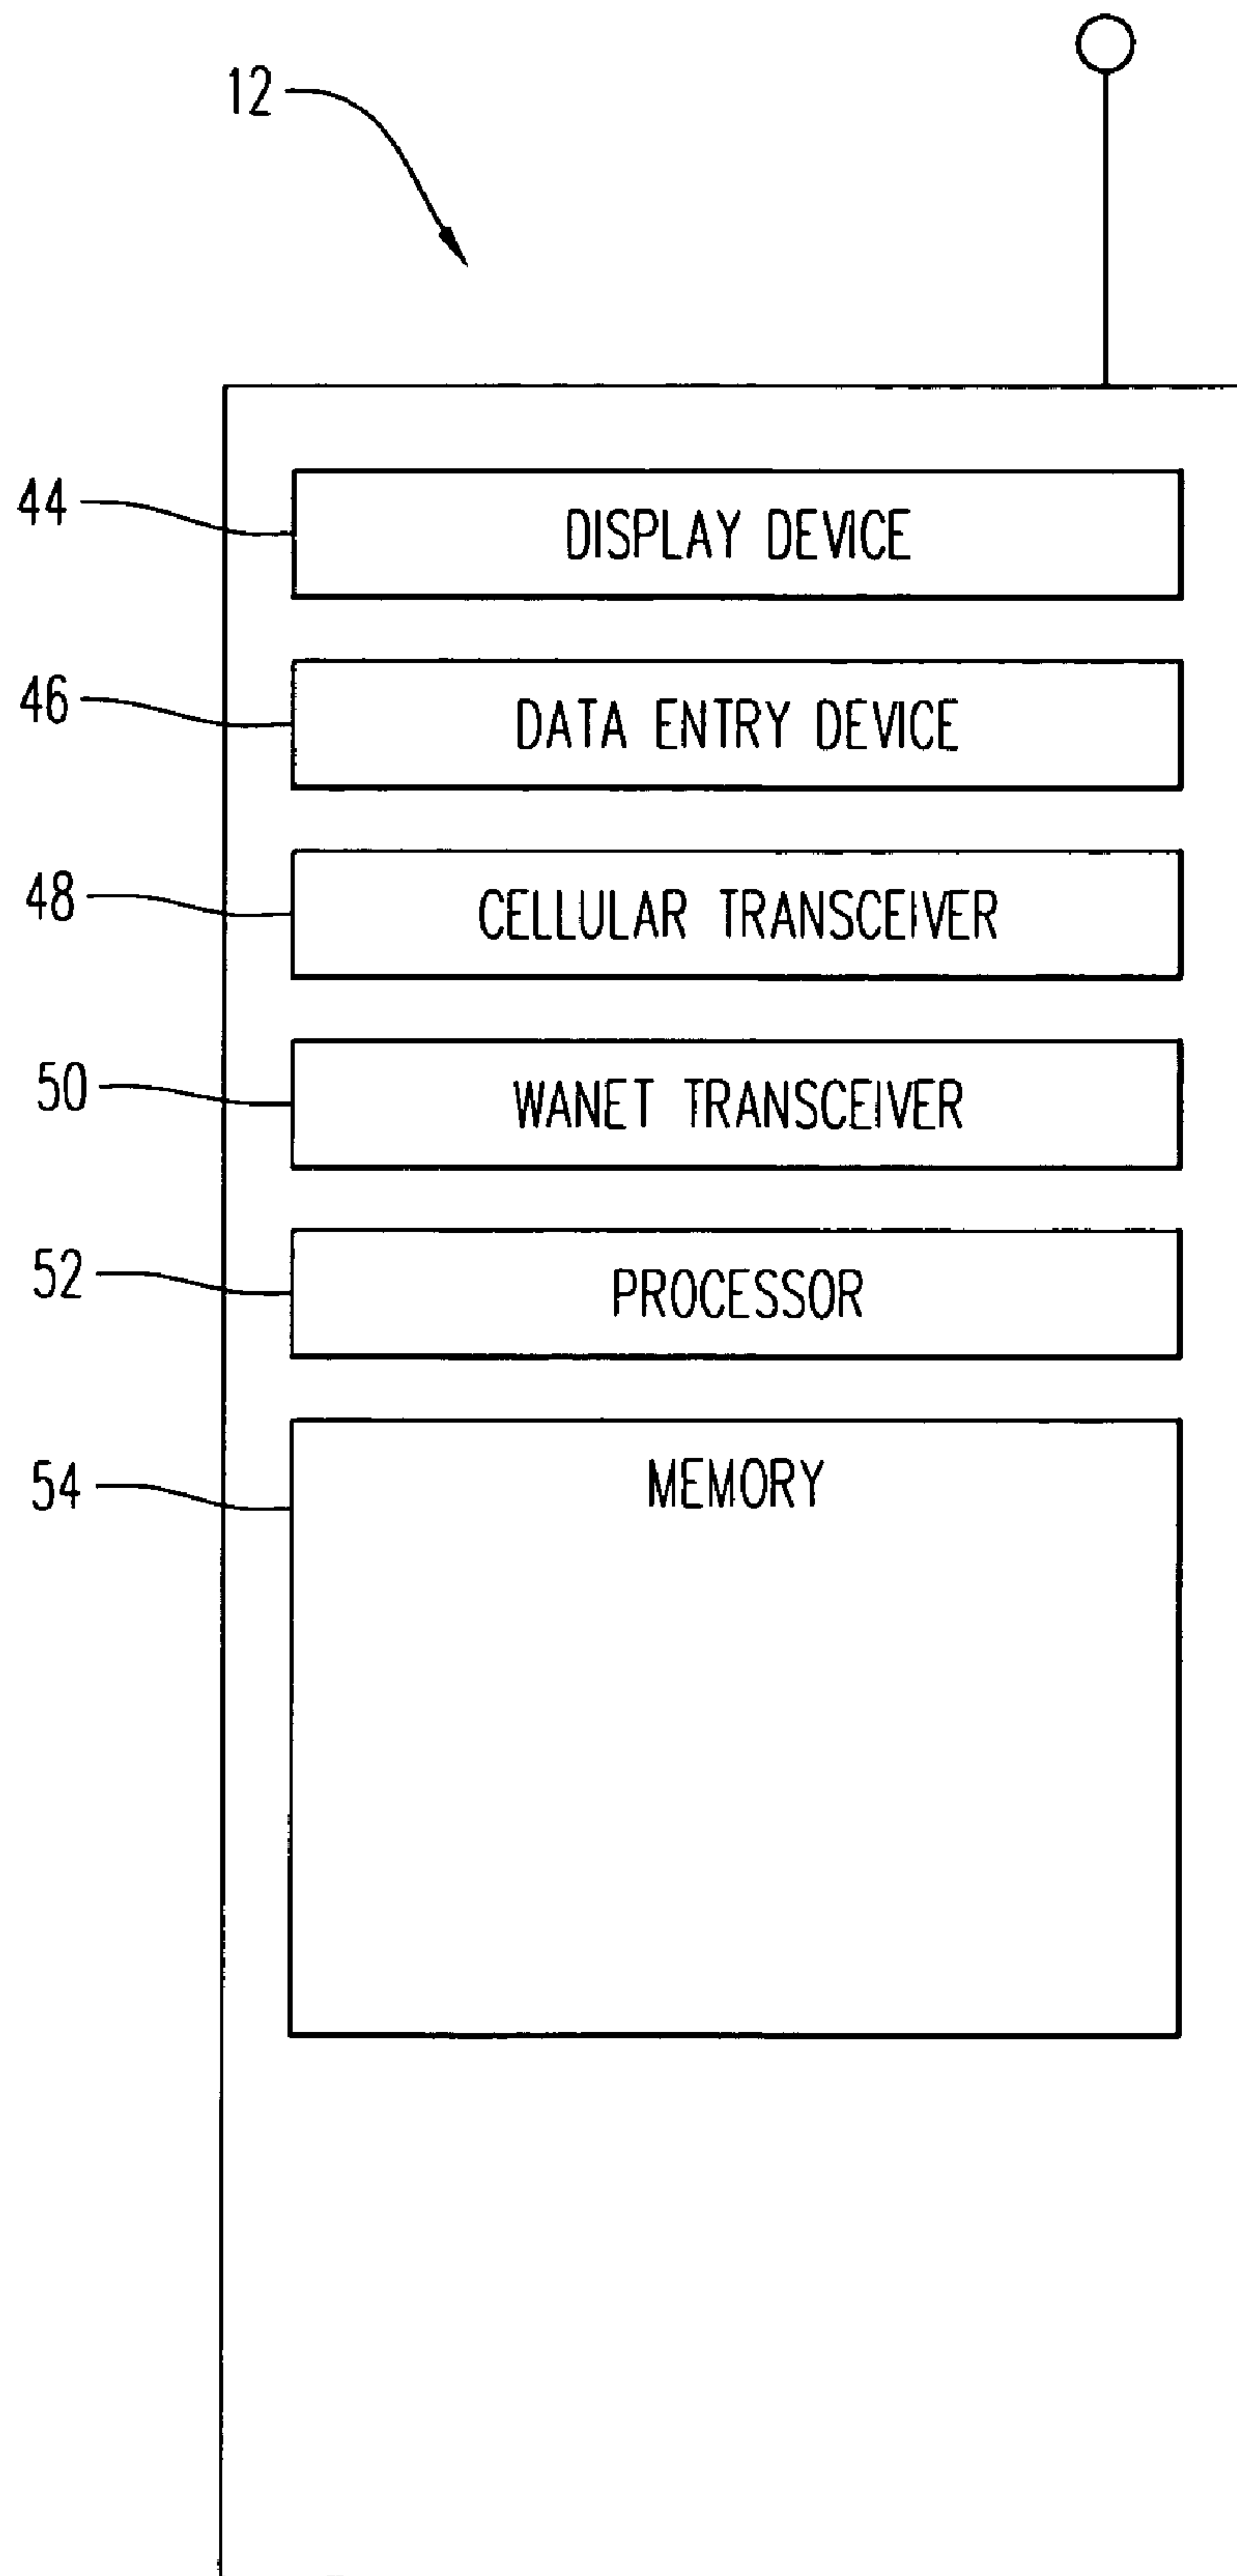 12
44 DISPLAY DEVICE
46 DATA ENTRY DEVICE
48 CELLULAR TRANSCEIVER
50 WANET TRANSCEIVER
52 PROCESSOR
54 MEMORY